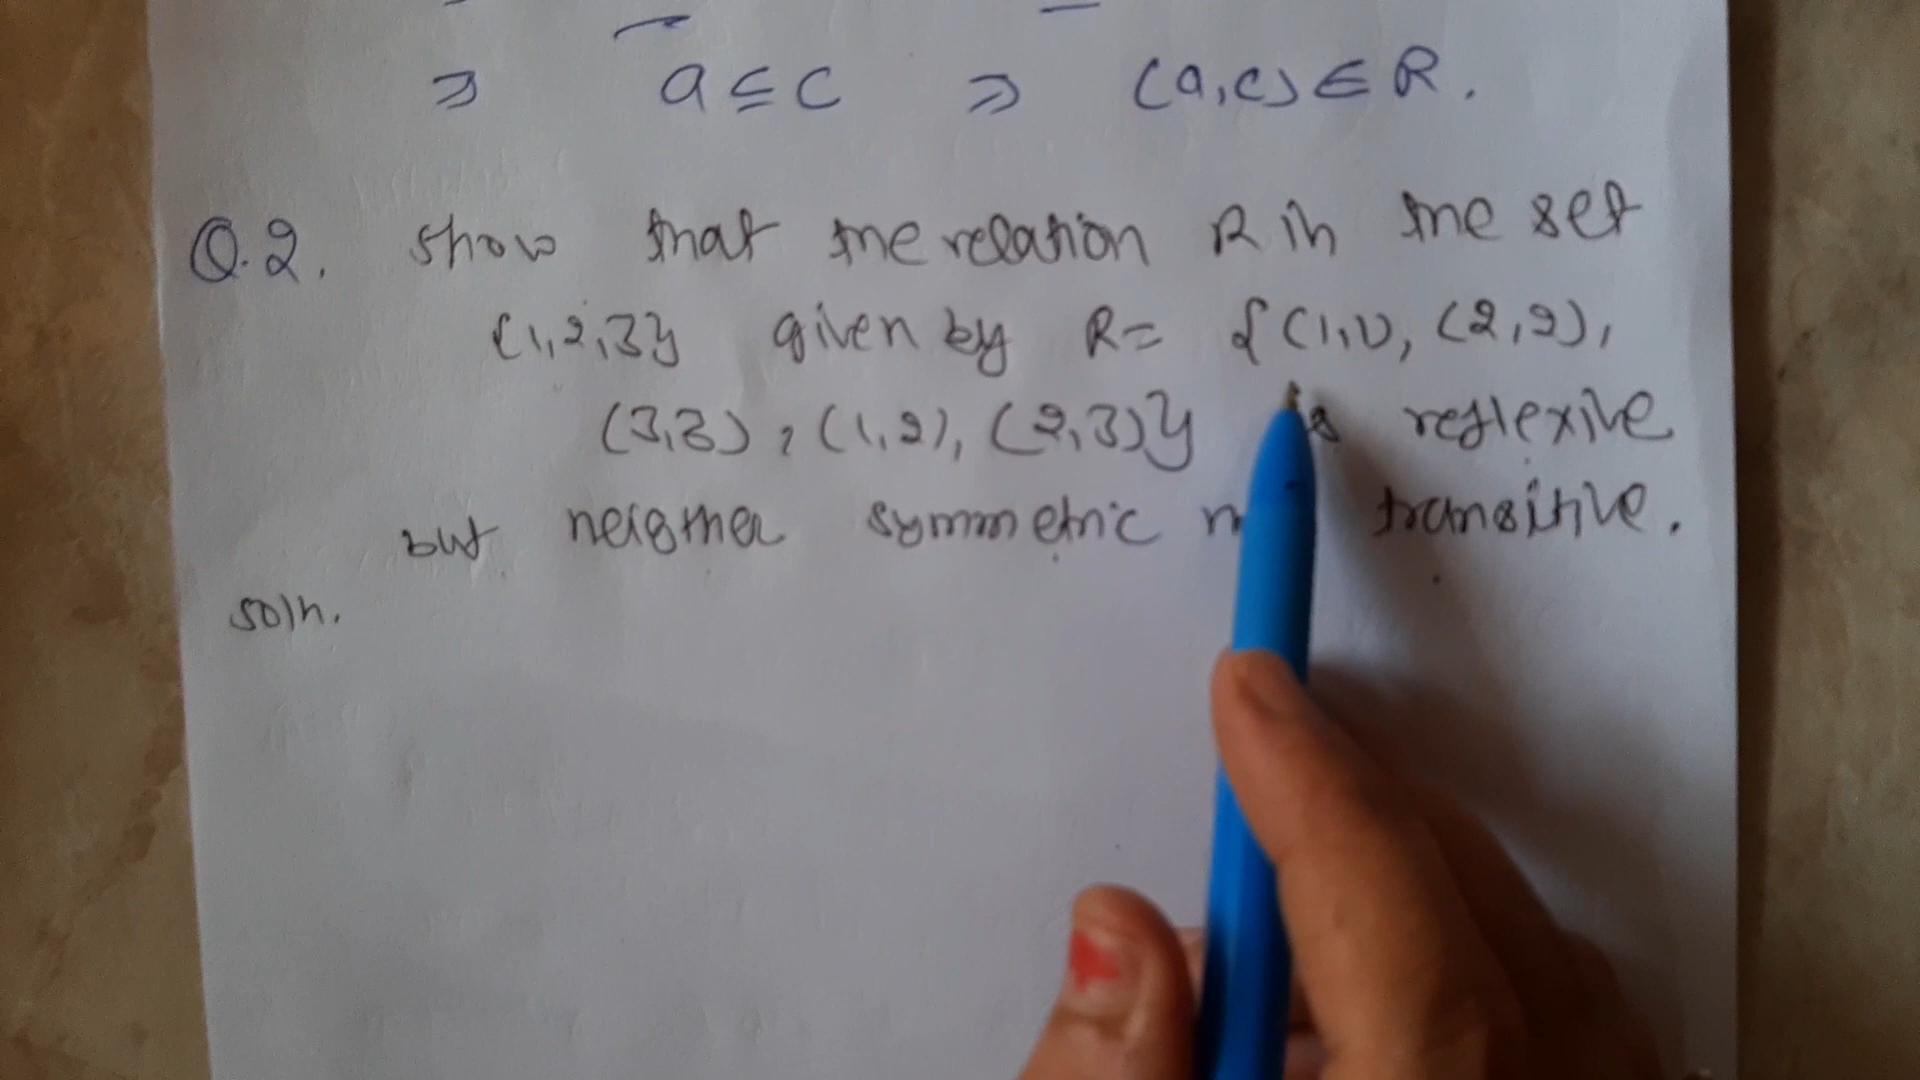 ⇒ a ≤ c ⇒ (a,c) ∈ R.
Q.2. Show that the relation R in the set
{1,2,3} given by R = {(1,1), (2,2),
(3,3), (1,2), (2,3)} is reflexive
but neither symmetric transitive.
Soln.